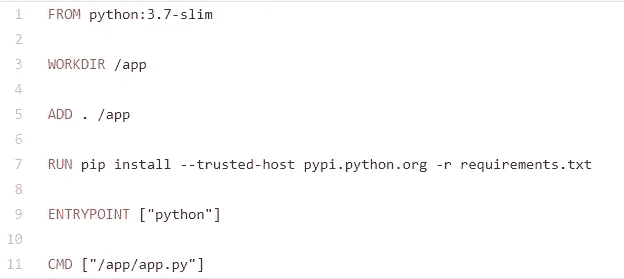 1 FROM python:3.7-slim
2
3 WORKDIR /app
4
5 ADD . /app
6
7 RUN pip install --trusted-host pypi.python.org -r requirements.txt
8
9 ENTRYPOINT ["python"]
10
11 CMD ["/app/app.py"]